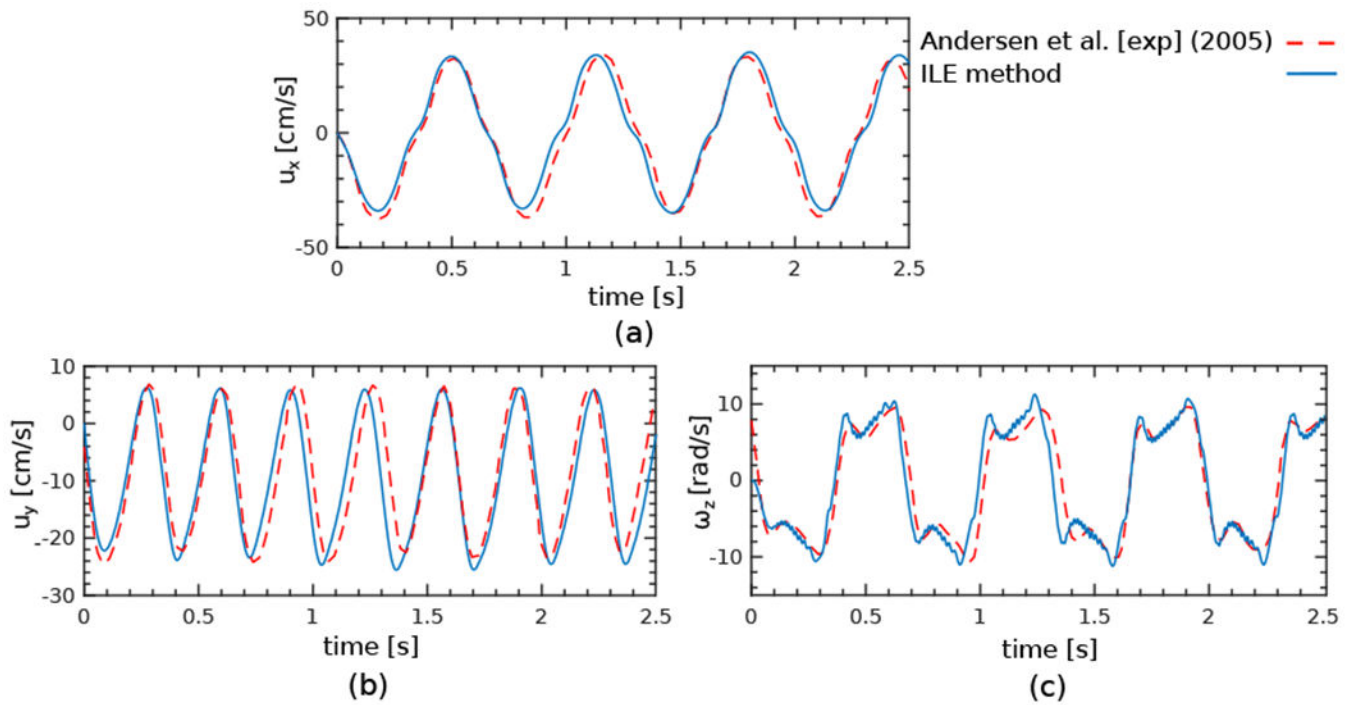 50
0
-50
u_x [cm/s]
0 0.5 1 1.5 2 2.5
time [s]
(a)
Andersen et al. [exp] (2005)
ILE method
10
0
-10
-20
-30
u_y [cm/s]
0 0.5 1 1.5 2 2.5
time [s]
(b)
10
0
-10
ω_z [rad/s]
0 0.5 1 1.5 2 2.5
time [s]
(c)